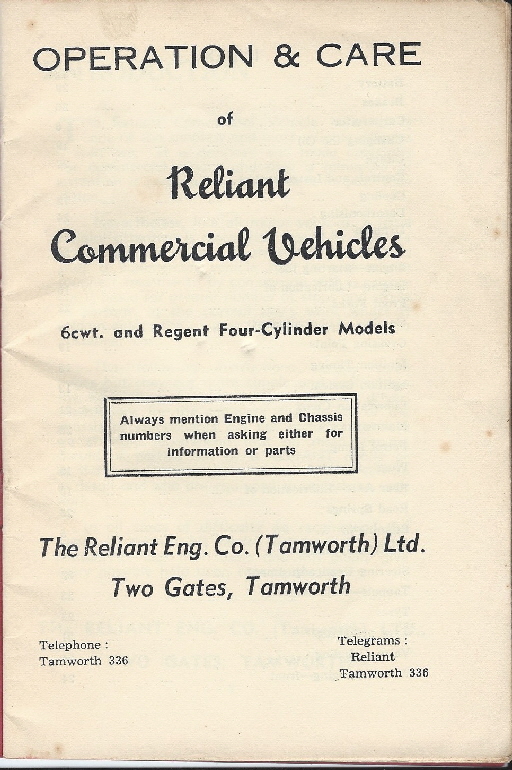 OPERATION & CARE
of
Reliant
Commercial Vehicles
6cwt. and Regent Four-Cylinder Models
Always mention Engine and Chassis
numbers when asking either for
information or parts
The Reliant Eng. Co. (Tamworth) Ltd.
Two Gates, Tamworth
Telephone :
Tamworth 336
Telegrams :
Reliant
Tamworth 336